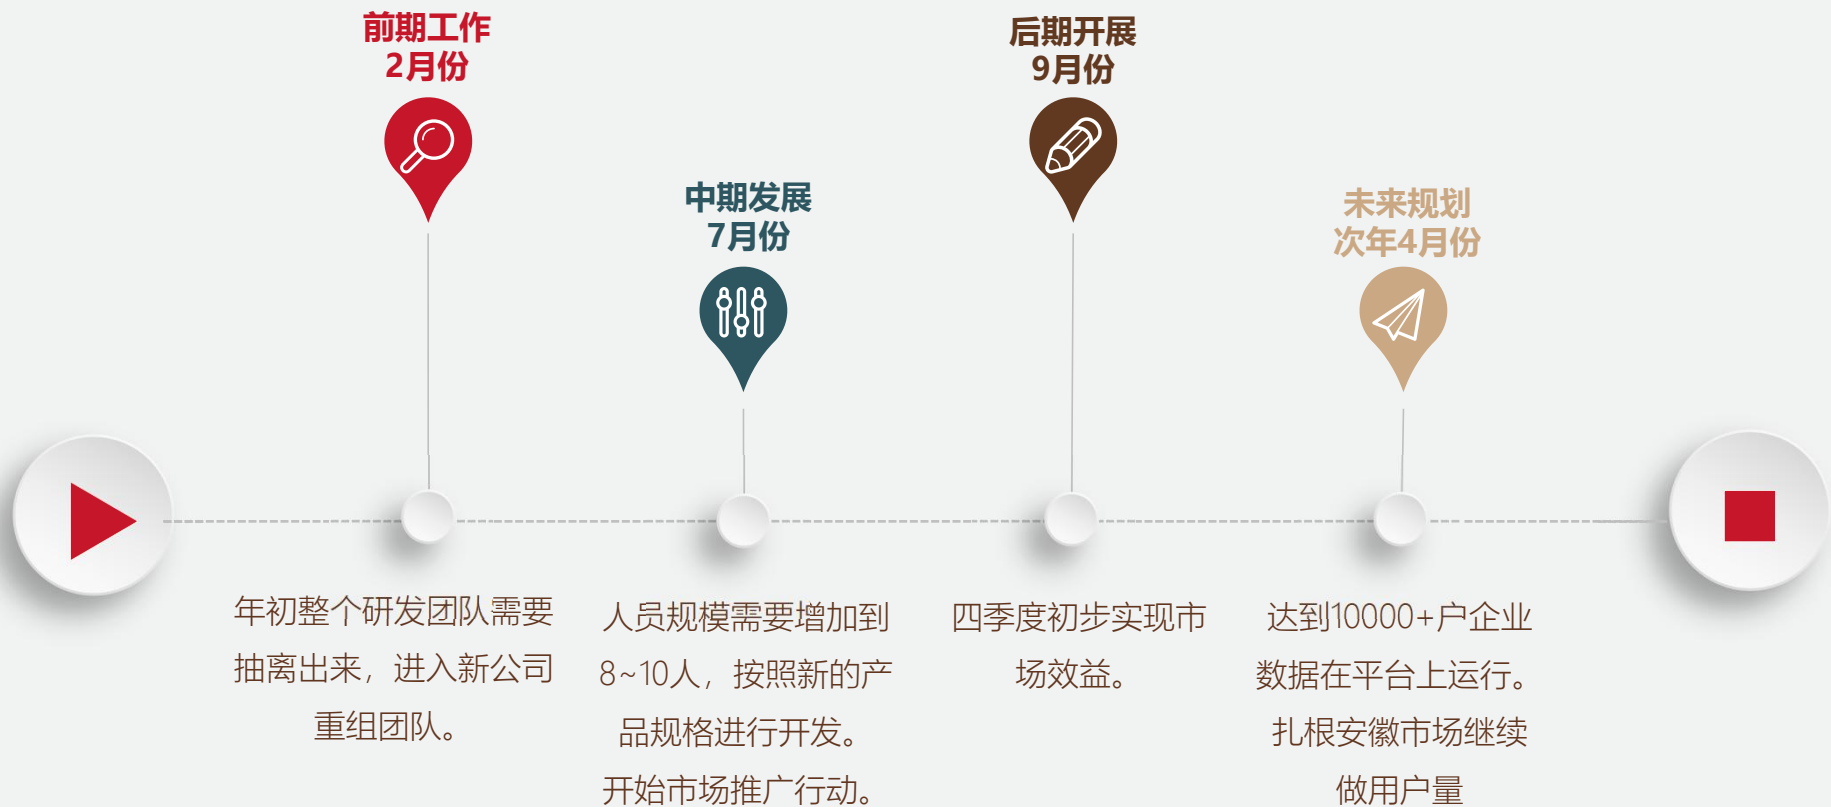 前期工作
2月份
年初整个研发团队需要
抽离出来，进入新公司
重组团队。
中期发展
7月份
人员规模需要增加到
8~10人，按照新的产
品规格进行开发。
开始市场推广行动。
后期开展
9月份
四季度初步实现市
场效益。
未来规划
次年4月份
达到10000+户企业
数据在平台上运行。
扎根安徽市场继续
做用户量